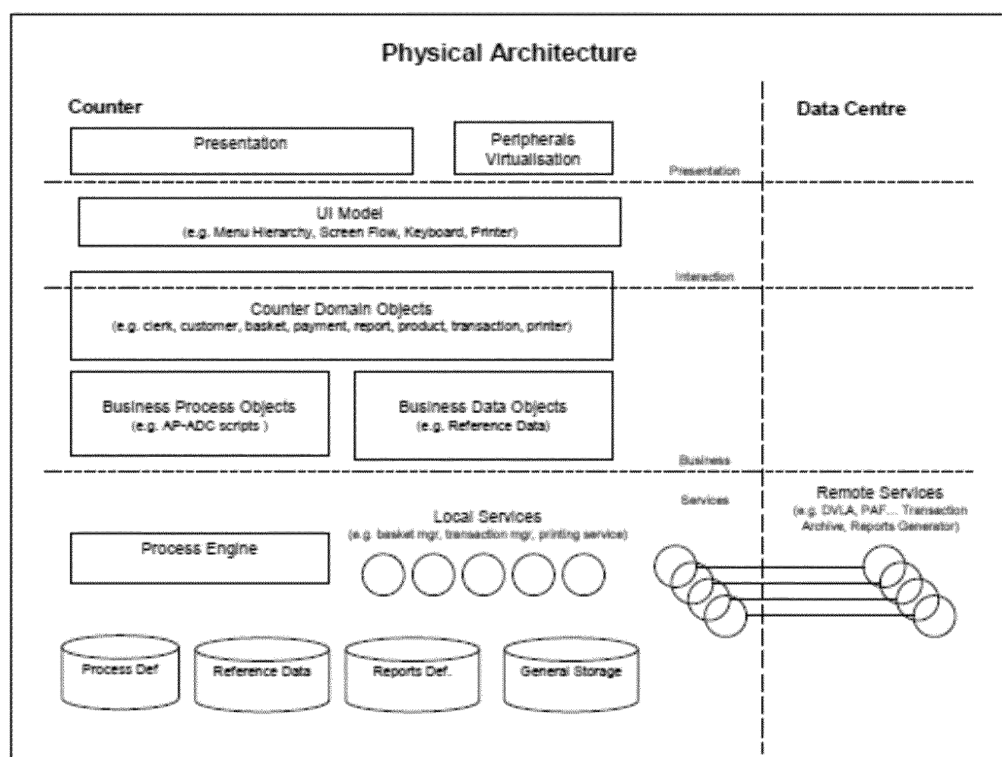 Physical Architecture
Counter
Data Centre
Presentation
Peripherals
Virtualisation
Presentation
UI Model
(e.g. Menu Hierarchy, Screen Flow, Keyboard, Printer)
Interaction
Counter Domain Objects
(e.g. clerk, customer, basket, payment, report, product, transaction, printer)
Business Process Objects
(e.g. AP-ADC scripts )
Business Data Objects
(e.g. Reference Data)
Business
Services
Remote Services
(e.g. DVLA, PAF... Transaction
Archive, Reports Generator)
Local Services
(e.g. basket mgr, transaction mgr, printing service)
Process Engine
Process Def
Reference Data
Reports Def.
General Storage